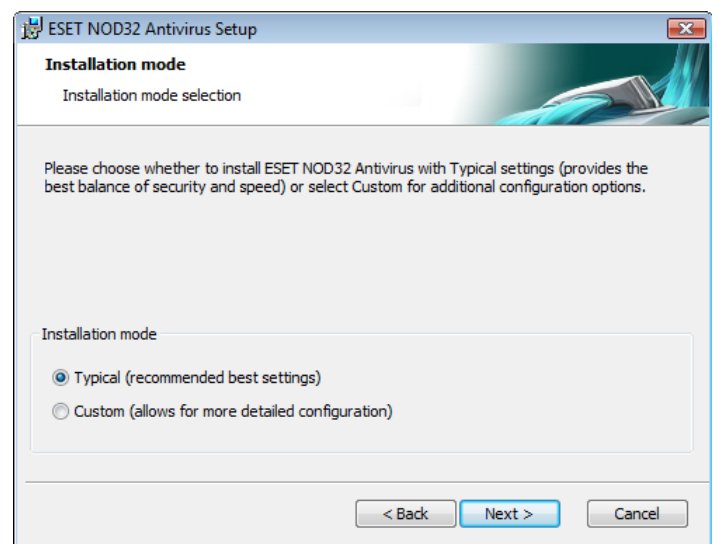 ESET NOD32 Antivirus Setup
Installation mode
Installation mode selection
Please choose whether to install ESET NOD32 Antivirus with Typical settings (provides the
best balance of security and speed) or select Custom for additional configuration options.
Installation mode
Typical (recommended best settings)
Custom (allows for more detailed configuration)
< Back Next > Cancel